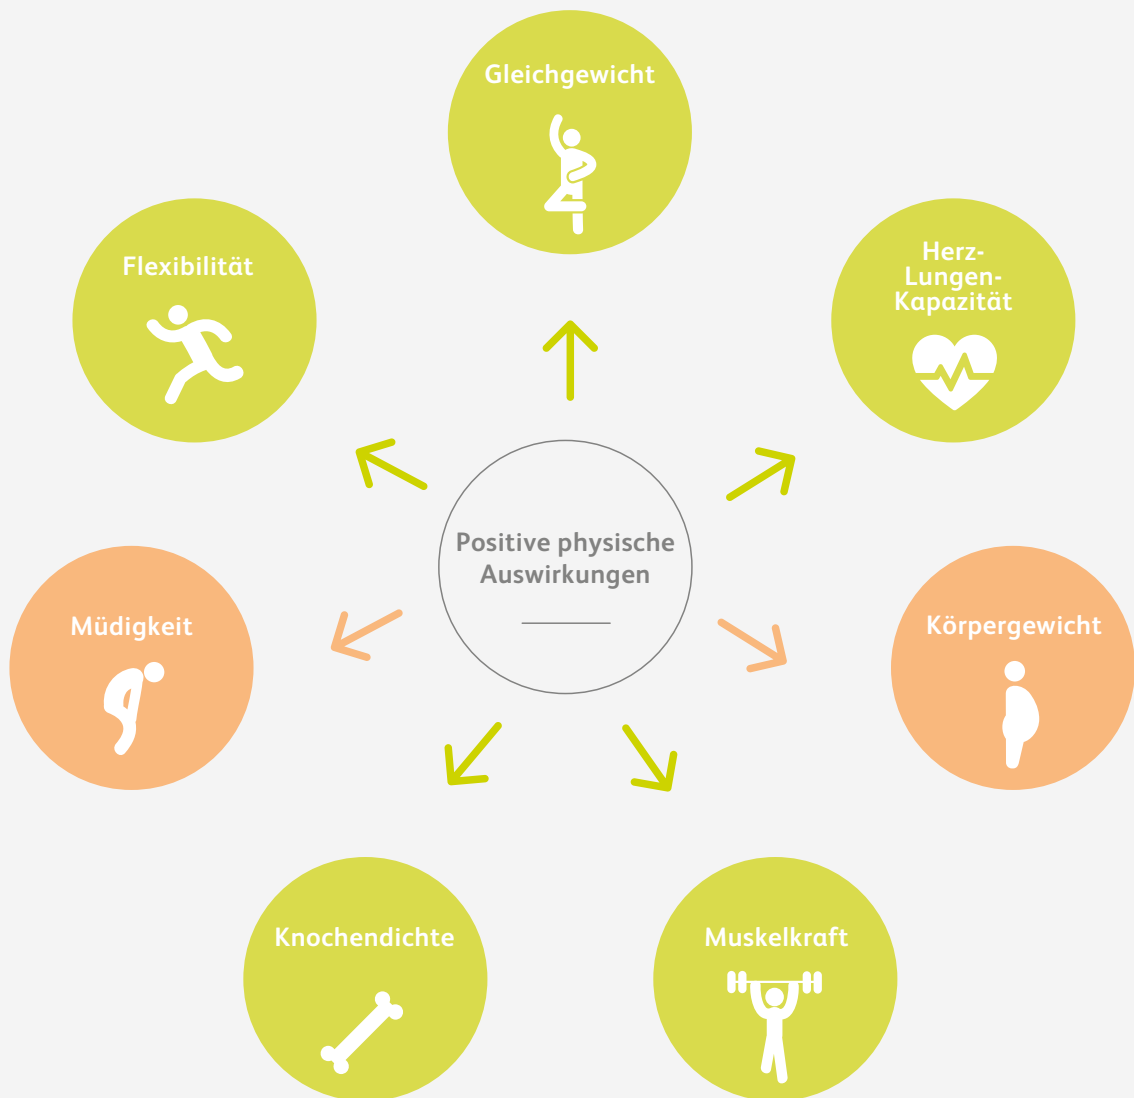 Gleichgewicht
Flexibilität
Herz-
Lungen-
Kapazität
Positive physische
Auswirkungen
Müdigkeit
Körpergewicht
Knochendichte
Muskelkraft